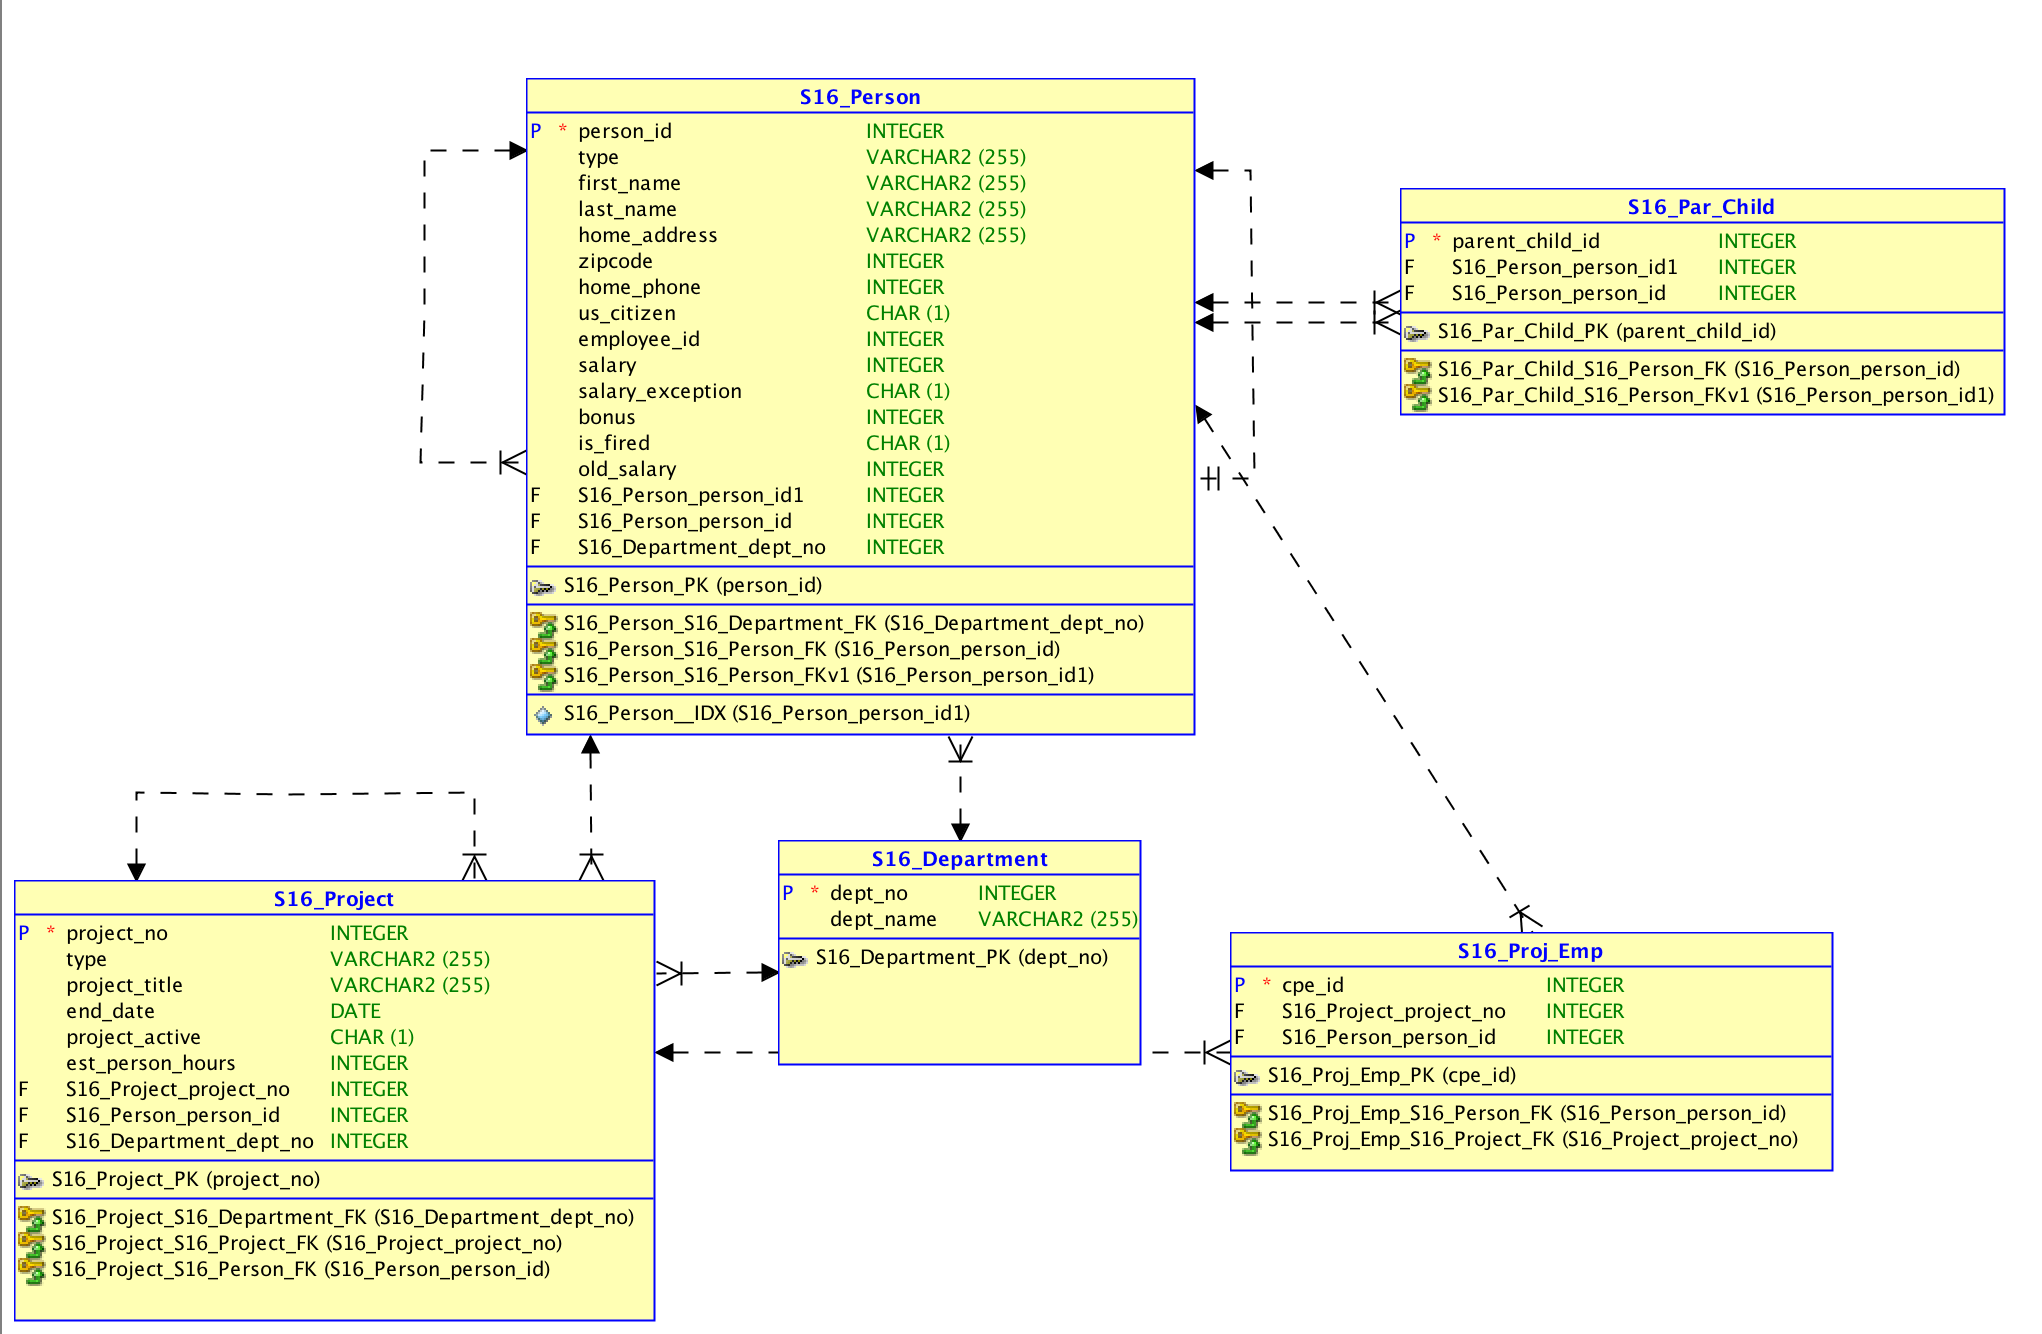 S16_Person
P * person_id INTEGER
type VARCHAR2 (255)
first_name VARCHAR2 (255)
last_name VARCHAR2 (255)
home_address VARCHAR2 (255)
zipcode INTEGER
home_phone INTEGER
us_citizen CHAR (1)
employee_id INTEGER
salary INTEGER
salary_exception CHAR (1)
bonus INTEGER
is_fired CHAR (1)
old_salary INTEGER
F S16_Person_person_id1 INTEGER
F S16_Person_person_id INTEGER
F S16_Department_dept_no INTEGER
S16_Person_PK (person_id)
S16_Person_S16_Department_FK (S16_Department_dept_no)
S16_Person_S16_Person_FK (S16_Person_person_id)
S16_Person_S16_Person_FKv1 (S16_Person_person_id1)
S16_Person__IDX (S16_Person_person_id1)
S16_Par_Child
P * parent_child_id INTEGER
F S16_Person_person_id1 INTEGER
F S16_Person_person_id INTEGER
S16_Par_Child_PK (parent_child_id)
S16_Par_Child_S16_Person_FK (S16_Person_person_id)
S16_Par_Child_S16_Person_FKv1 (S16_Person_person_id1)
S16_Project
P * project_no INTEGER
type VARCHAR2 (255)
project_title VARCHAR2 (255)
end_date DATE
project_active CHAR (1)
est_person_hours INTEGER
F S16_Project_project_no INTEGER
F S16_Person_person_id INTEGER
F S16_Department_dept_no INTEGER
S16_Project_PK (project_no)
S16_Project_S16_Department_FK (S16_Department_dept_no)
S16_Project_S16_Project_FK (S16_Project_project_no)
S16_Project_S16_Person_FK (S16_Person_person_id)
S16_Department
P * dept_no INTEGER
dept_name VARCHAR2 (255)
S16_Department_PK (dept_no)
S16_Proj_Emp
P * cpe_id INTEGER
F S16_Project_project_no INTEGER
F S16_Person_person_id INTEGER
S16_Proj_Emp_PK (cpe_id)
S16_Proj_Emp_S16_Person_FK (S16_Person_person_id)
S16_Proj_Emp_S16_Project_FK (S16_Project_project_no)